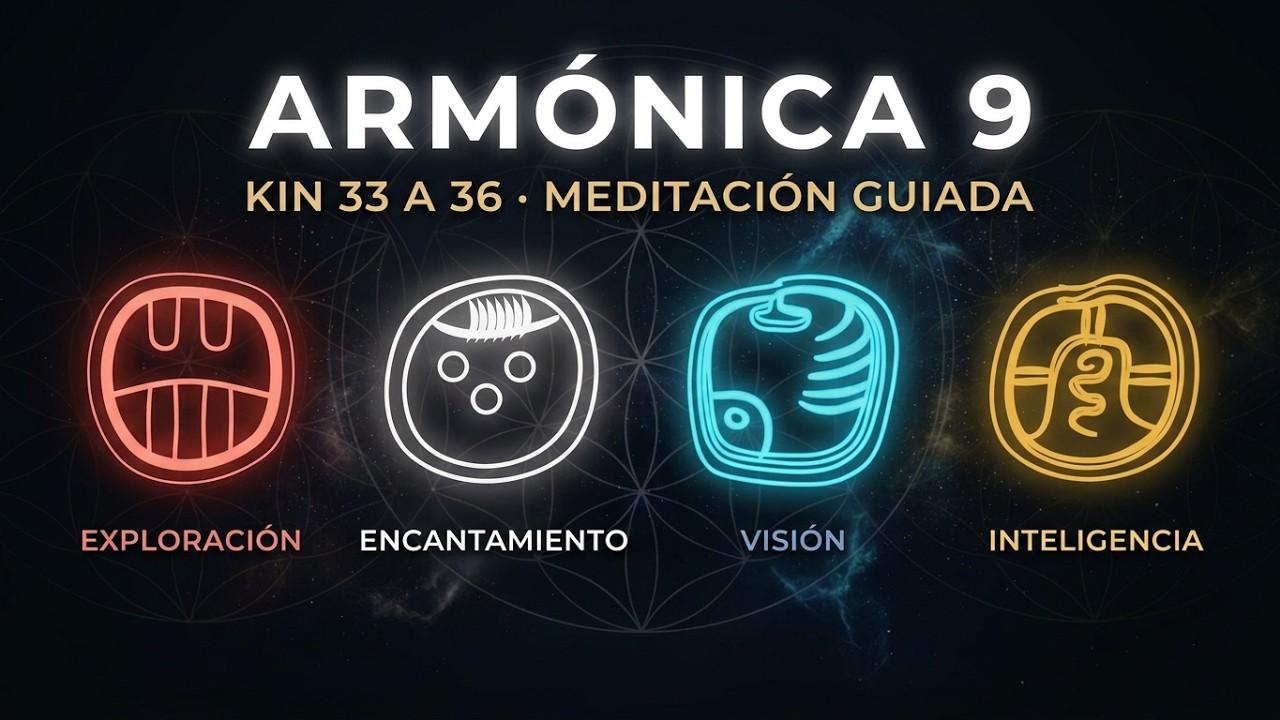 ARMÓNICA 9
KIN 33 A 36 · MEDITACIÓN GUIADA
EXPLORACIÓN
ENCANTAMIENTO
VISIÓN
INTELIGENCIA